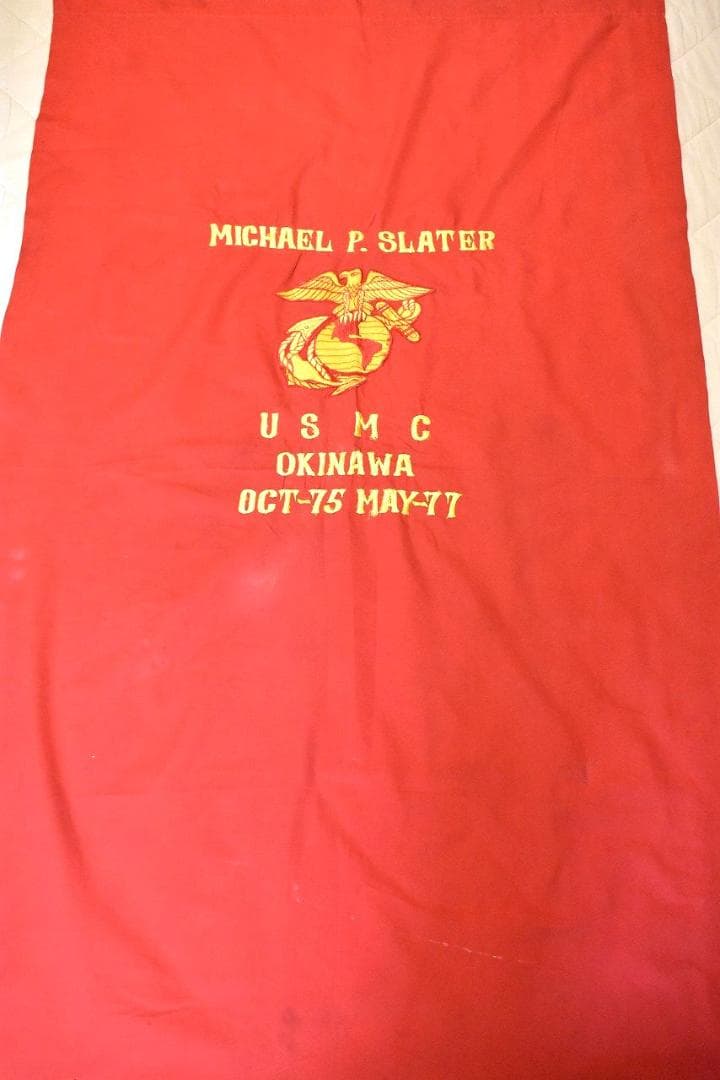 MICHAEL P. SLATER
U S M C
OKINAWA
OCT-75 MAY-77